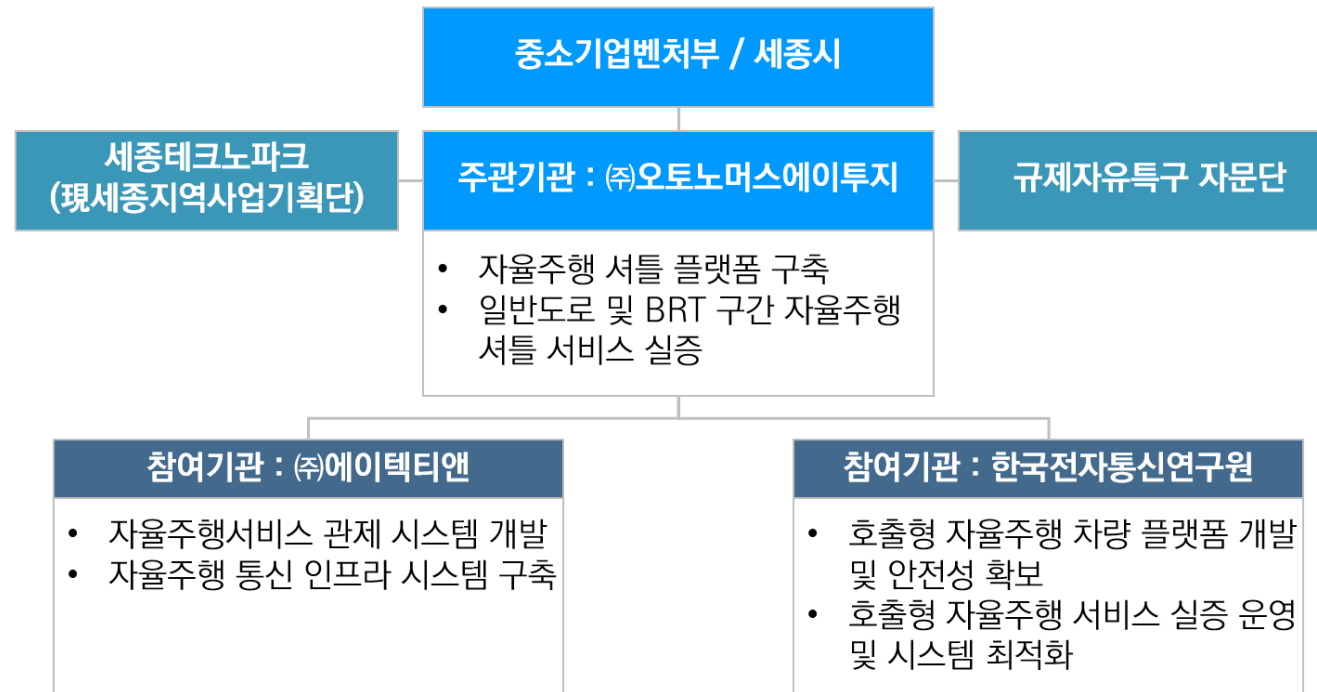 중소기업벤처부 / 세종시
세종테크노파크
(現세종지역사업기획단)
주관기관 : ㈜오토노머스에이투지
규제자유특구 자문단
• 자율주행 셔틀 플랫폼 구축
• 일반도로 및 BRT 구간 자율주행
셔틀 서비스 실증
참여기관 : ㈜에이텍티앤
• 자율주행서비스 관제 시스템 개발
• 자율주행 통신 인프라 시스템 구축
참여기관 : 한국전자통신연구원
• 호출형 자율주행 차량 플랫폼 개발
및 안전성 확보
• 호출형 자율주행 서비스 실증 운영
및 시스템 최적화